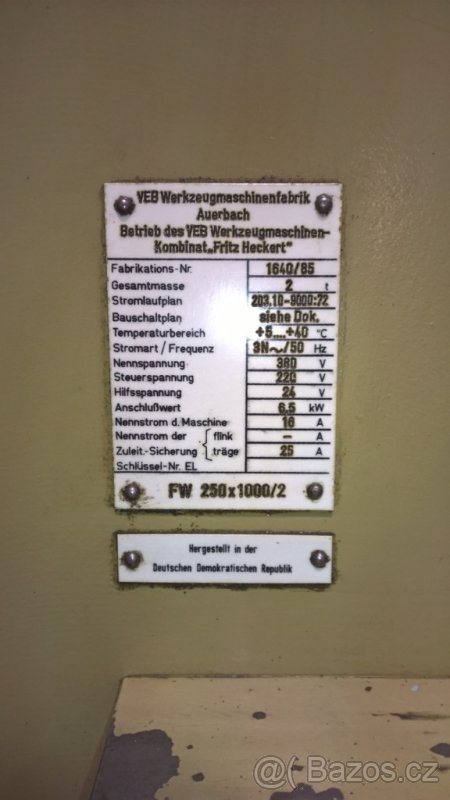 VEB Werkzeugmaschinenfabrik
Auerbach
Betrieb des VEB Werkzeugmaschinen-
Kombinat „Fritz Heckert"
Fabrikations-Nr. 1640/85
Gesamtmasse 2 t
Stromlaufplan 203.10-9000:72
Bauschaltplan siehe Dok.
Temperaturbereich +5....+40 °C
Stromart / Frequenz 3N~/50 Hz
Nennspannung 380 V
Steuerspannung 220 V
Hilfsspannung 24 V
Anschlußwert 6,5 kW
Nennstrom d. Maschine 16 A
Nennstrom der flink – A
Zuleit.-Sicherung träge 25 A
Schlüssel-Nr. EL
FW 250x1000/2
Hergestellt in der
Deutschen Demokratischen Republik
@ Bazoš.cz